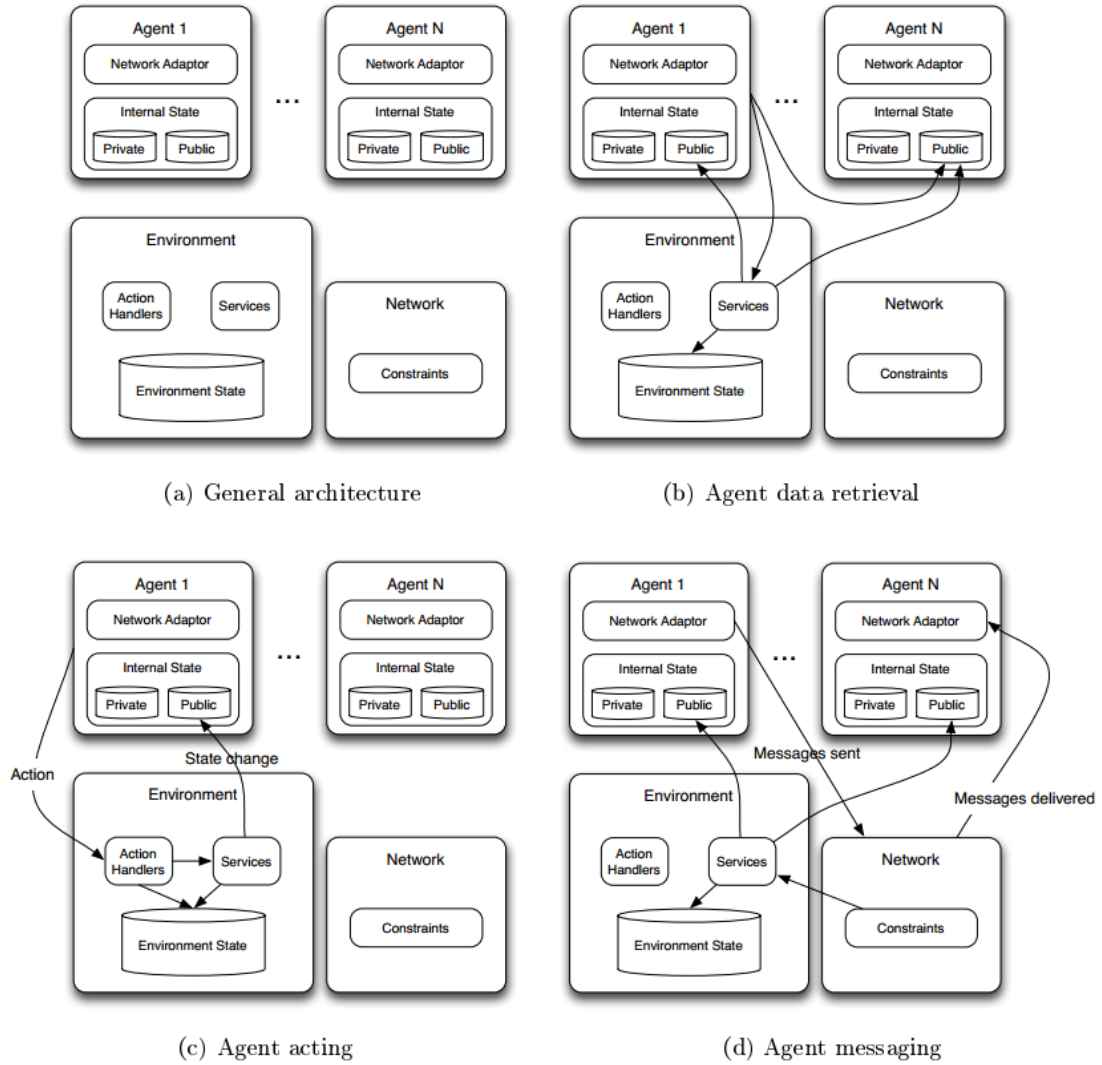 Agent 1
Network Adaptor
Internal State
Private
Public
...
Agent N
Network Adaptor
Internal State
Private
Public
Environment
Action
Handlers
Services
Environment State
Network
Constraints
(a) General architecture
Agent 1
Network Adaptor
Internal State
Private
Public
...
Agent N
Network Adaptor
Internal State
Private
Public
Environment
Action
Handlers
Services
Environment State
Network
Constraints
(b) Agent data retrieval
Agent 1
Network Adaptor
Internal State
Private
Public
...
Agent N
Network Adaptor
Internal State
Private
Public
State change
Action
Environment
Action
Handlers
Services
Environment State
Network
Constraints
(c) Agent acting
Agent 1
Network Adaptor
Internal State
Private
Public
...
Agent N
Network Adaptor
Internal State
Private
Public
Messages sent
Messages delivered
Environment
Action
Handlers
Services
Environment State
Network
Constraints
(d) Agent messaging